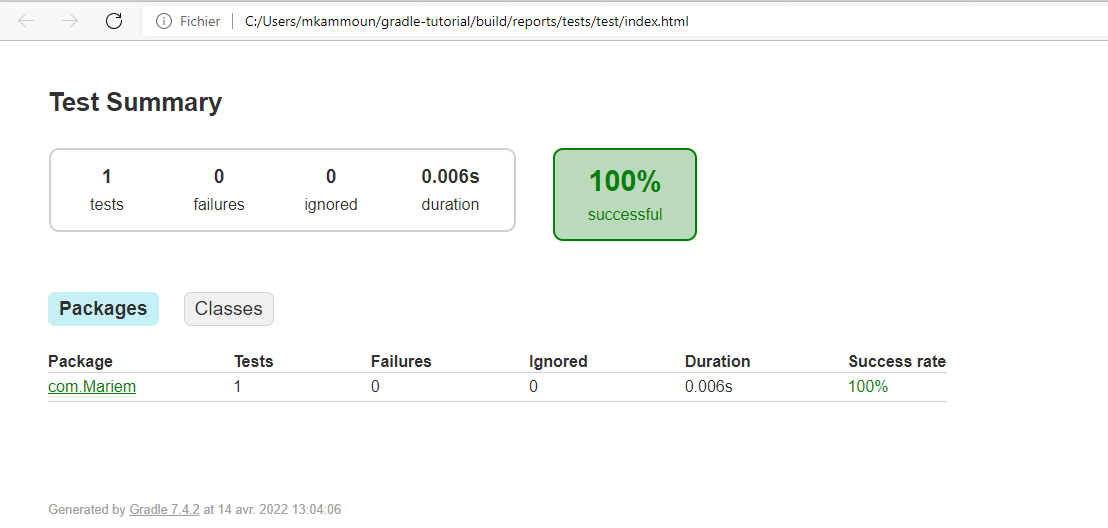 Fichier C:/Users/mkammoun/gradle-tutorial/build/reports/tests/test/index.html
Test Summary
1 0 0 0.006s
tests failures ignored duration
100%
successful
Packages Classes
Package Tests Failures Ignored Duration Success rate
com.Mariem 1 0 0 0.006s 100%
Generated by Gradle 7.4.2 at 14 avr. 2022 13:04:06